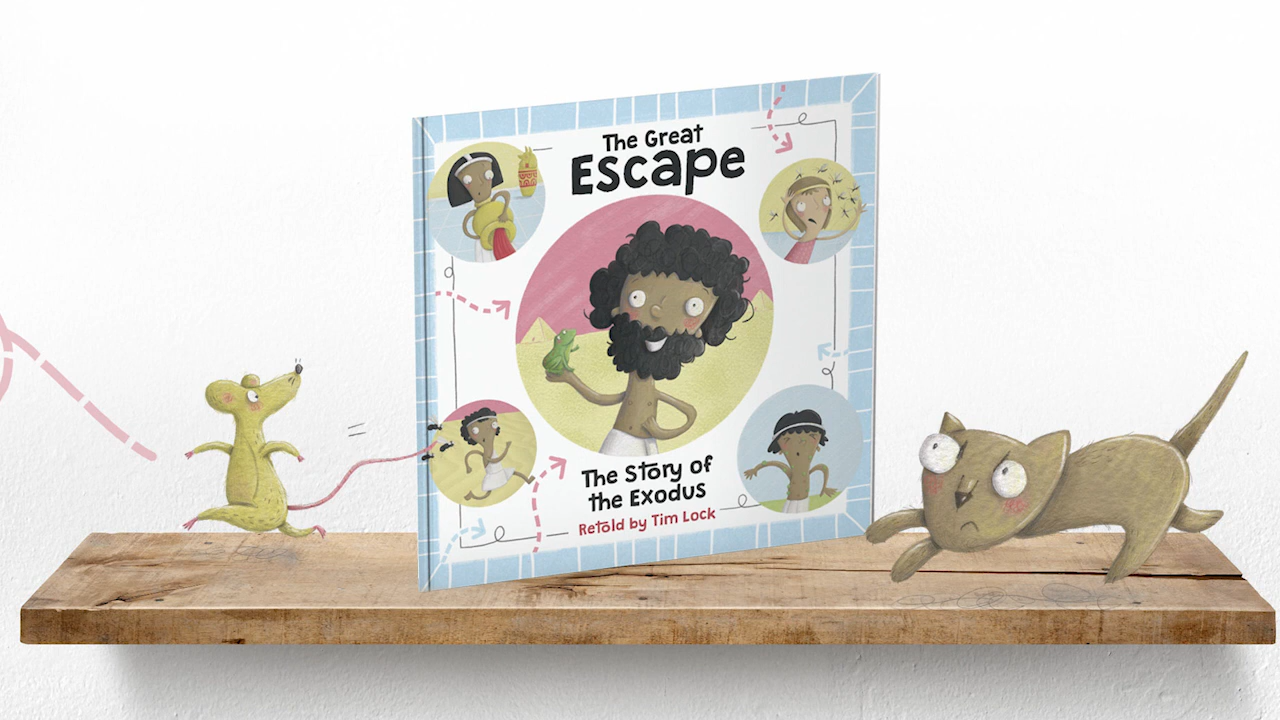 The Great
Escape
The Story of
the Exodus
Retold by Tim Lock